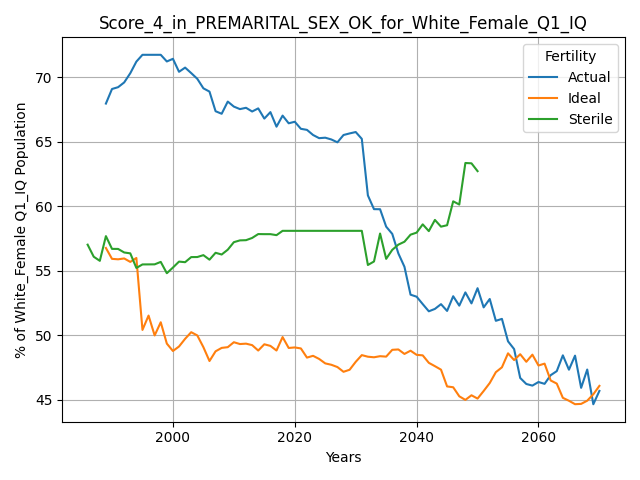 Score_4_in_PREMARITAL_SEX_OK_for_White_Female_Q1_IQ
% of White_Female Q1_IQ Population
70
65
60
55
50
45
Fertility
Actual
Ideal
Sterile
2000
2020
2040
2060
Years